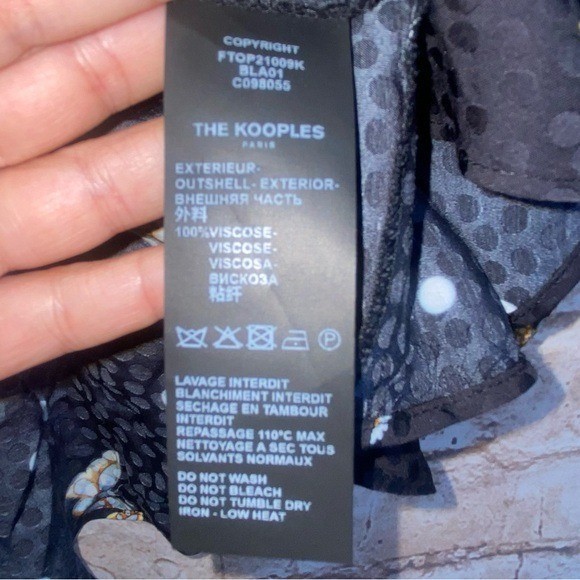 COPYRIGHT
FTOP21009K
BLA01
C098055
THE KOOPLES
PARIS
EXTERIEUR-
OUTSHELL- EXTERIOR-
ВНЕШНЯЯ ЧАСТЬ
外料
100%VISCOSE-
VISCOSE-
VISCOSA-
ВИСКОЗА
粘纤
P
LAVAGE INTERDIT
BLANCHIMENT INTERDIT
SECHAGE EN TAMBOUR
INTERDIT
REPASSAGE 110°C MAX
NETTOYAGE A SEC TOUS
SOLVANTS NORMAUX
DO NOT WASH
DO NOT BLEACH
DO NOT TUMBLE DRY
IRON - LOW HEAT